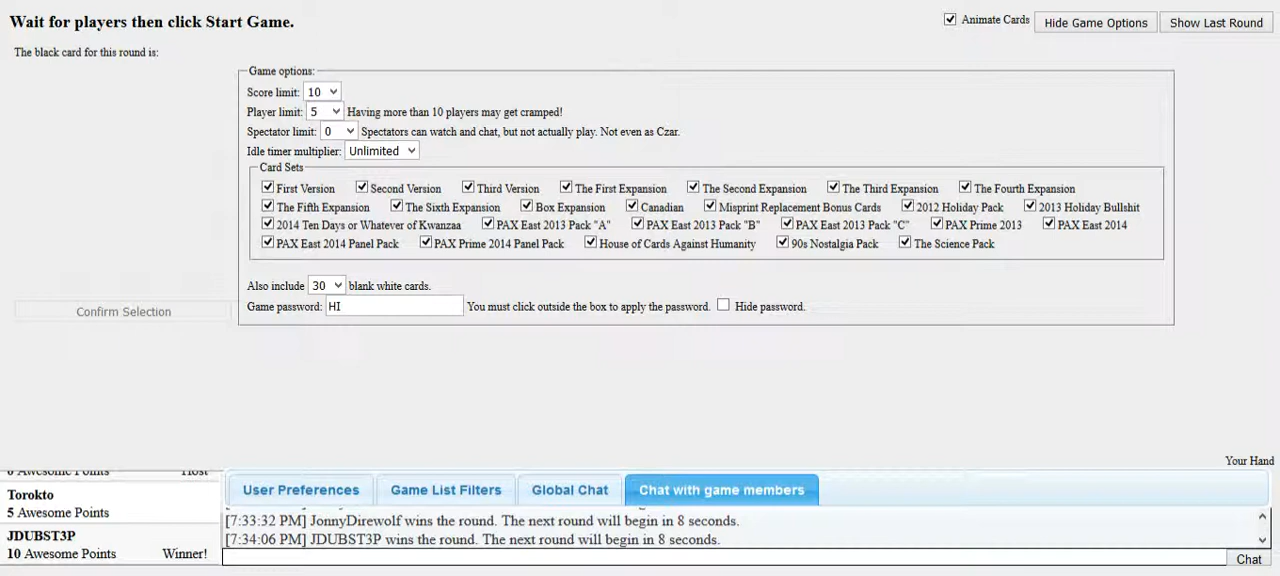 Wait for players then click Start Game.
Animate Cards
Hide Game Options
Show Last Round
The black card for this round is:
Game options:
Score limit: 10
Player limit: 5 Having more than 10 players may get cramped!
Spectator limit: 0 Spectators can watch and chat, but not actually play. Not even as Czar.
Idle timer multiplier: Unlimited
Card Sets
First Version Second Version Third Version The First Expansion The Second Expansion The Third Expansion The Fourth Expansion
The Fifth Expansion The Sixth Expansion Box Expansion Canadian Misprint Replacement Bonus Cards 2012 Holiday Pack 2013 Holiday Bullshit
2014 Ten Days or Whatever of Kwanzaa PAX East 2013 Pack "A" PAX East 2013 Pack "B" PAX East 2013 Pack "C" PAX Prime 2013 PAX East 2014
PAX East 2014 Panel Pack PAX Prime 2014 Panel Pack House of Cards Against Humanity 90s Nostalgia Pack The Science Pack
Also include 30 blank white cards.
Game password: HI You must click outside the box to apply the password. Hide password.
Confirm Selection
Your Hand
Awesome Points Host
Torokto
5 Awesome Points
JDUBST3P
10 Awesome Points Winner!
User Preferences
Game List Filters
Global Chat
Chat with game members
[7:33:32 PM] JonnyDirewolf wins the round. The next round will begin in 8 seconds.
[7:34:06 PM] JDUBST3P wins the round. The next round will begin in 8 seconds.
Chat